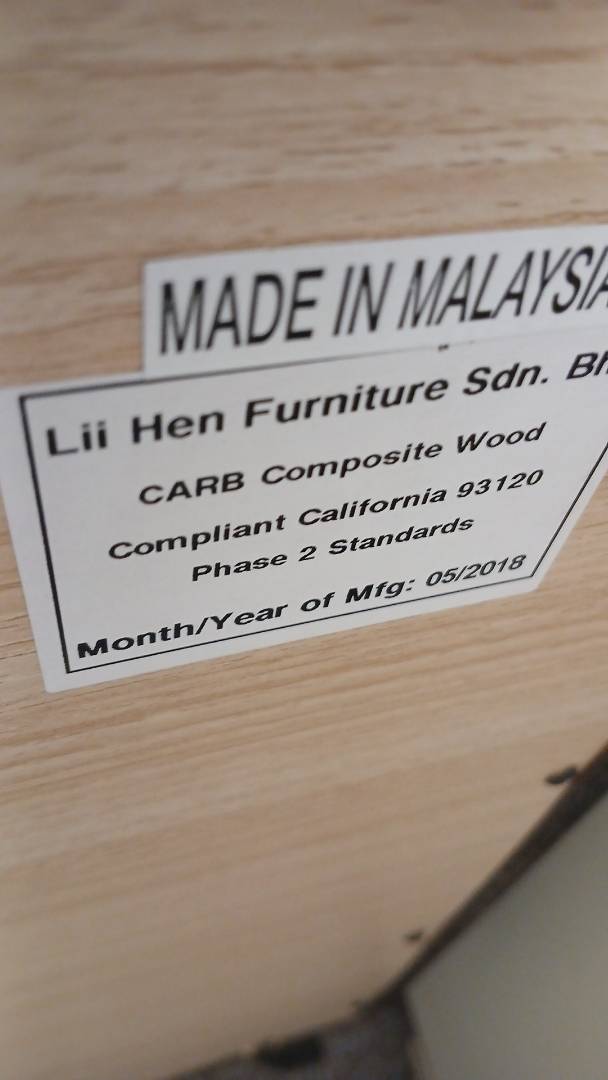 MADE IN MALAYSIA
Lii Hen Furniture Sdn. Bh
CARB Composite Wood
Compliant California 93120
Phase 2 Standards
Month/Year of Mfg: 05/2018